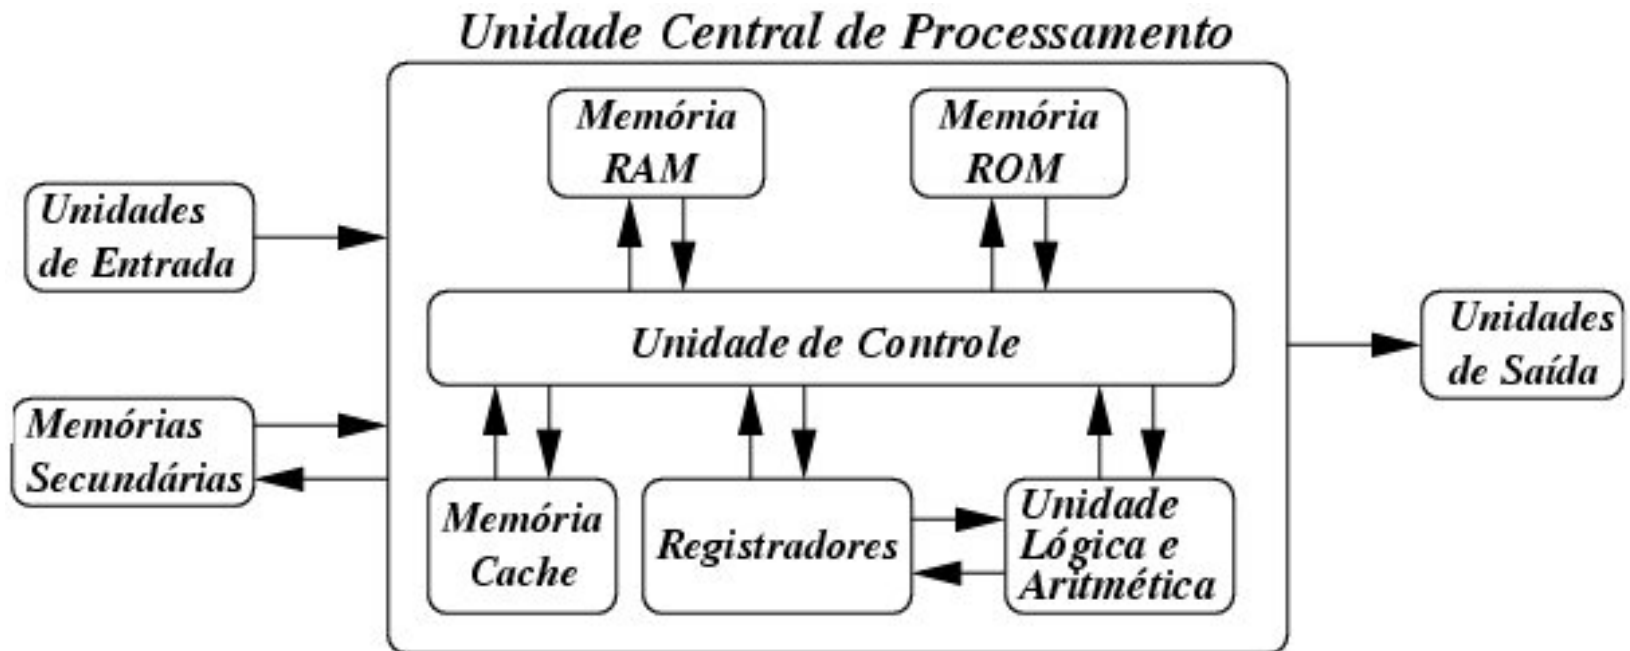 Unidade Central de Processamento
Memória
RAM
Memória
ROM
Unidades
de Entrada
Unidade de Controle
Unidades
de Saída
Memórias
Secundárias
Memória
Cache
Registradores
Unidade
Lógica e
Aritmética